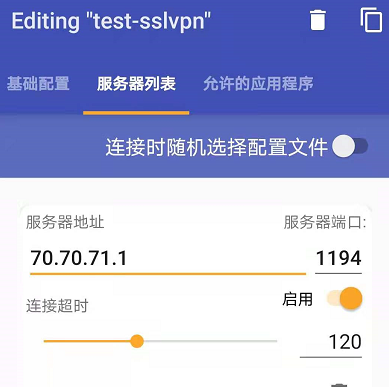 Editing "test-sslvpn"
基础配置 服务器列表 允许的应用程序
连接时随机选择配置文件
服务器地址 服务器端口:
70.70.71.1 1194
启用
连接超时
120